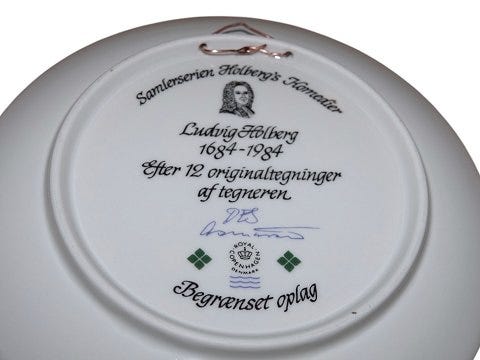 Samlerserien Holberg's Komedier
Ludvig Holberg
1684-1984
Efter 12 originaltegninger
af tegneren
ROYAL
COPENHAGEN
DENMARK
Begrænset oplag